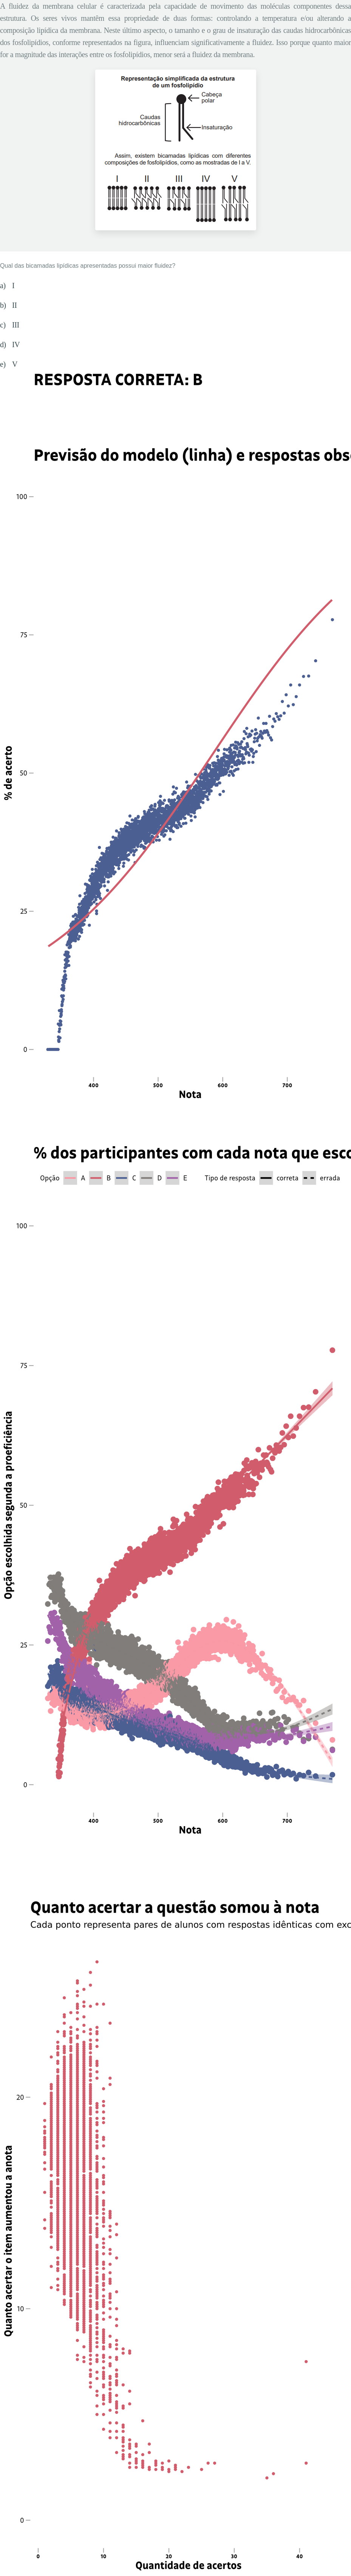 A fluidez da membrana celular é caracterizada pela capacidade de movimento das moléculas componentes dessa
estrutura. Os seres vivos mantêm essa propriedade de duas formas: controlando a temperatura e/ou alterando a
composição lipídica da membrana. Neste último aspecto, o tamanho e o grau de insaturação das caudas hidrocarbônicas
dos fosfolipídios, conforme representados na figura, influenciam significativamente a fluidez. Isso porque quanto maior
for a magnitude das interações entre os fosfolipídios, menor será a fluidez da membrana.
Representação simplificada da estrutura
de um fosfolipídio
Cabeça
polar
Caudas
hidrocarbônicas
Insaturação
Assim, existem bicamadas lipídicas com diferentes
composições de fosfolipídios, como as mostradas de I a V.
I II III IV V
Qual das bicamadas lipídicas apresentadas possui maior fluidez?
a) I
b) II
c) III
d) IV
e) V
RESPOSTA CORRETA: B
Previsão do modelo (linha) e respostas obs
100
75
50
25
0
% de acerto
400 500 600 700
Nota
% dos participantes com cada nota que esco
Opção A B C D E Tipo de resposta correta errada
100
75
50
25
0
Opção escolhida segunda a proeficiência
400 500 600 700
Nota
Quanto acertar a questão somou à nota
Cada ponto representa pares de alunos com respostas idênticas com exc
20
10
0
Quanto acertar o item aumentou a anota
0 10 20 30 40
Quantidade de acertos